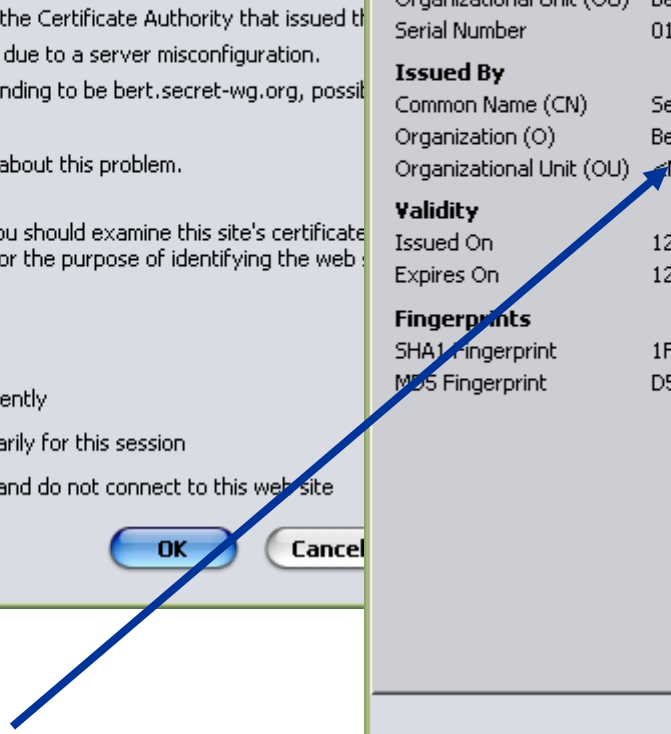 the Certificate Authority that issued
due to a server misconfiguration.
nding to be bert.secret-wg.org,
about this problem.
ou should examine this site's certificate
or the purpose of identifying the web
ently
arily for this session
and do not connect to this web site
OK
Cancel
Organizational Unit (OU)
Serial Number 01
Issued By
Common Name (CN) Se
Organization (O) Be
Organizational Unit (OU)
Validity
Issued On 12
Expires On 12
Fingerprints
SHA1 Fingerprint 1F
MD5 Fingerprint D5